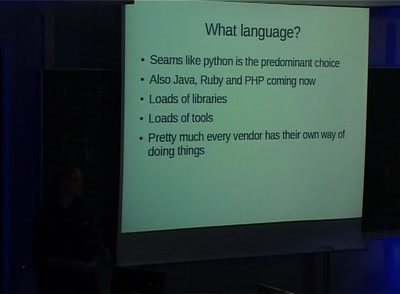 What language?
• Seams like python is the predominant choice
• Also Java, Ruby and PHP coming now
• Loads of libraries
• Loads of tools
• Pretty much every vendor has their own way of
doing things